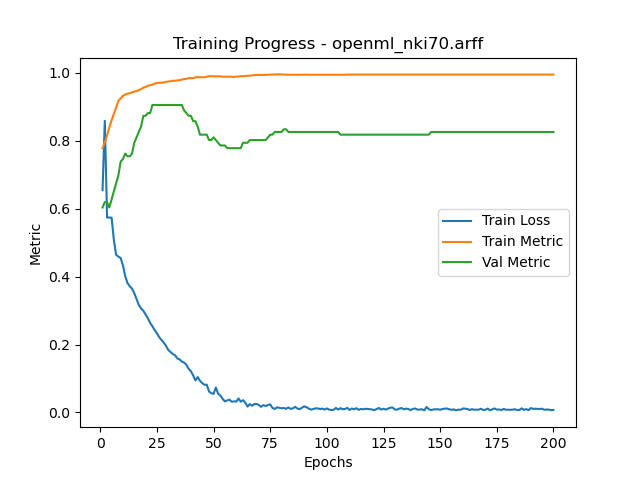 Training Progress - openml_nki70.arff
1.0
0.8
0.6
0.4
0.2
0.0
Metric
Train Loss
Train Metric
Val Metric
0 25 50 75 100 125 150 175 200
Epochs